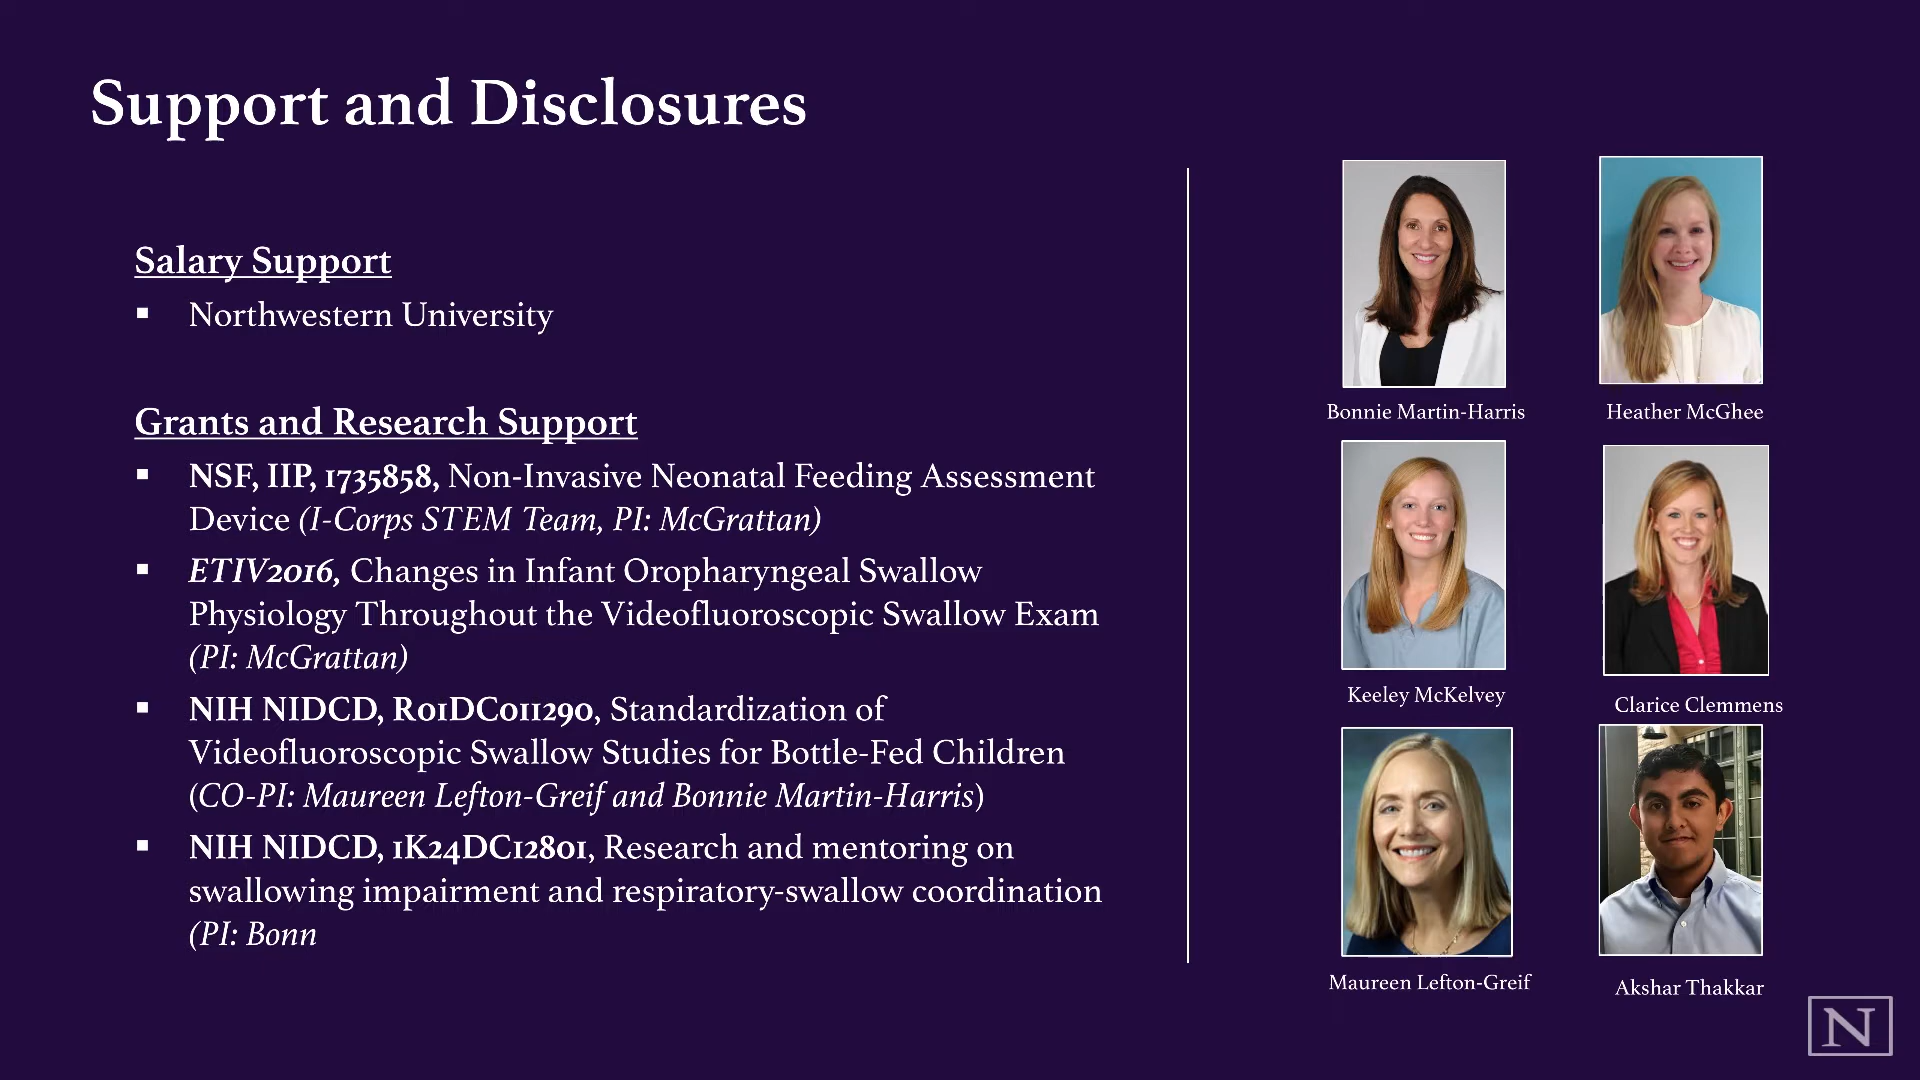 Support and Disclosures
Salary Support
▪ Northwestern University
Grants and Research Support
▪ NSF, IIP, 1735858, Non-Invasive Neonatal Feeding Assessment
Device (I-Corps STEM Team, PI: McGrattan)
▪ ETIV2016, Changes in Infant Oropharyngeal Swallow
Physiology Throughout the Videofluoroscopic Swallow Exam
(PI: McGrattan)
▪ NIH NIDCD, R01DC011290, Standardization of
Videofluoroscopic Swallow Studies for Bottle-Fed Children
(CO-PI: Maureen Lefton-Greif and Bonnie Martin-Harris)
▪ NIH NIDCD, 1K24DC12801, Research and mentoring on
swallowing impairment and respiratory-swallow coordination
(PI: Bonn
Bonnie Martin-Harris
Heather McGhee
Keeley McKelvey
Clarice Clemmens
Maureen Lefton-Greif
Akshar Thakkar
N